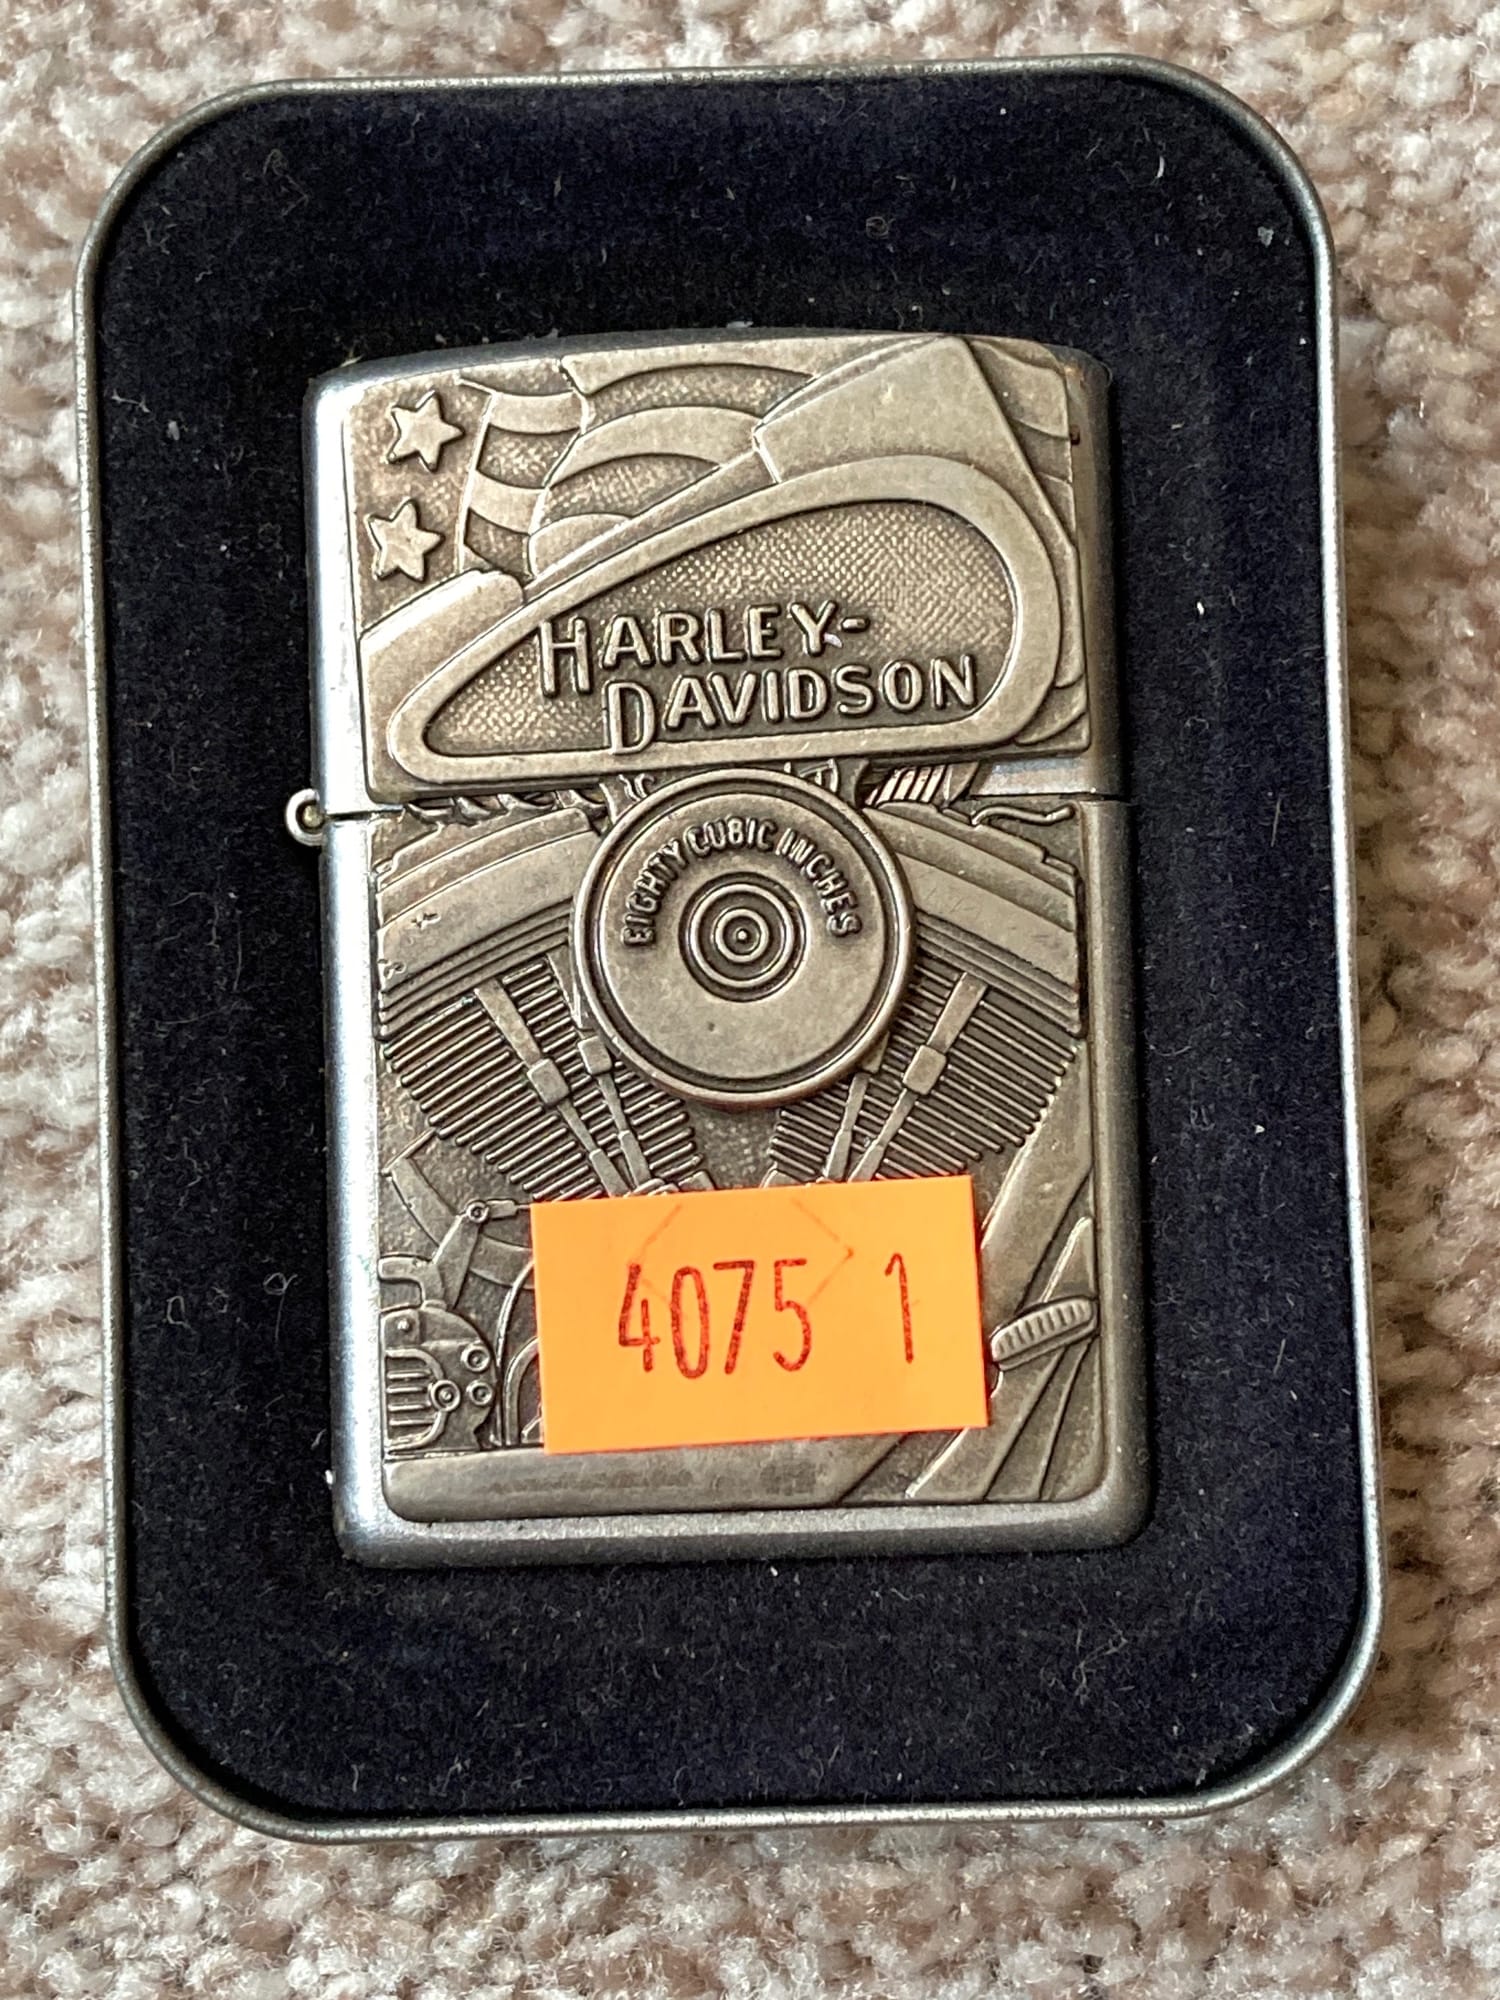 HARLEY-
DAVIDSON
EIGHTY CUBIC INCHES
4075 1